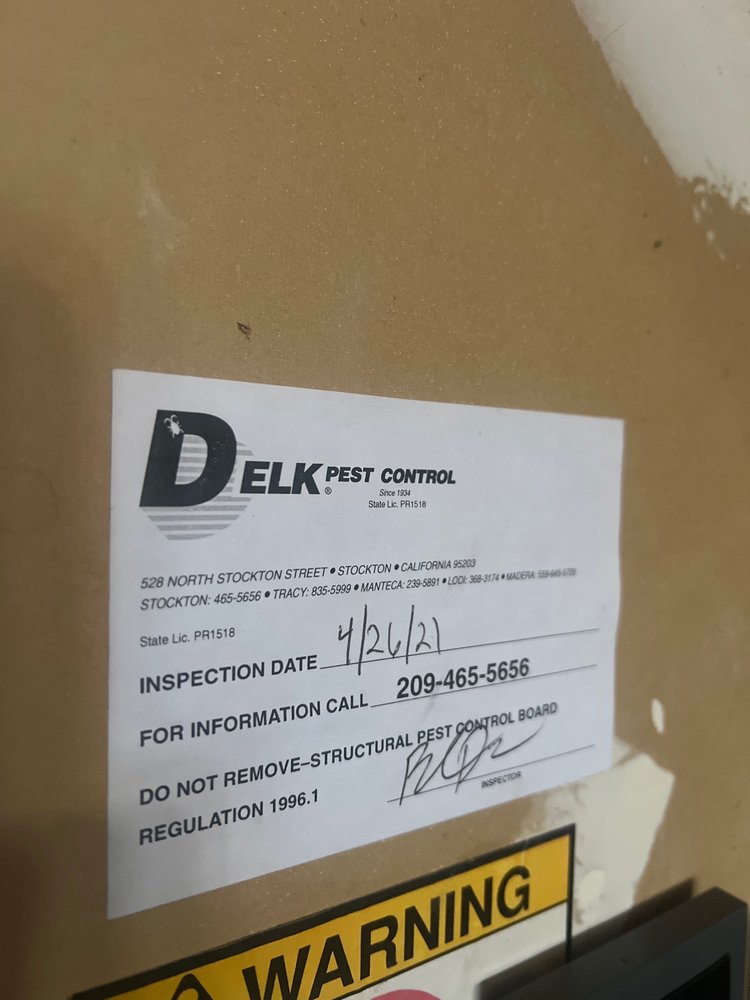 DELK PEST CONTROL
®
Since 1934
State Lic. PR1518
528 NORTH STOCKTON STREET • STOCKTON • CALIFORNIA 95203
STOCKTON: 465-5656 • TRACY: 835-5999 • MANTECA: 239-5891 • LODI: 368-3174 • MADERA:
State Lic. PR1518
INSPECTION DATE 4/26/21
FOR INFORMATION CALL 209-465-5656
DO NOT REMOVE–STRUCTURAL PEST CONTROL BOARD
REGULATION 1996.1
INSPECTOR
WARNING